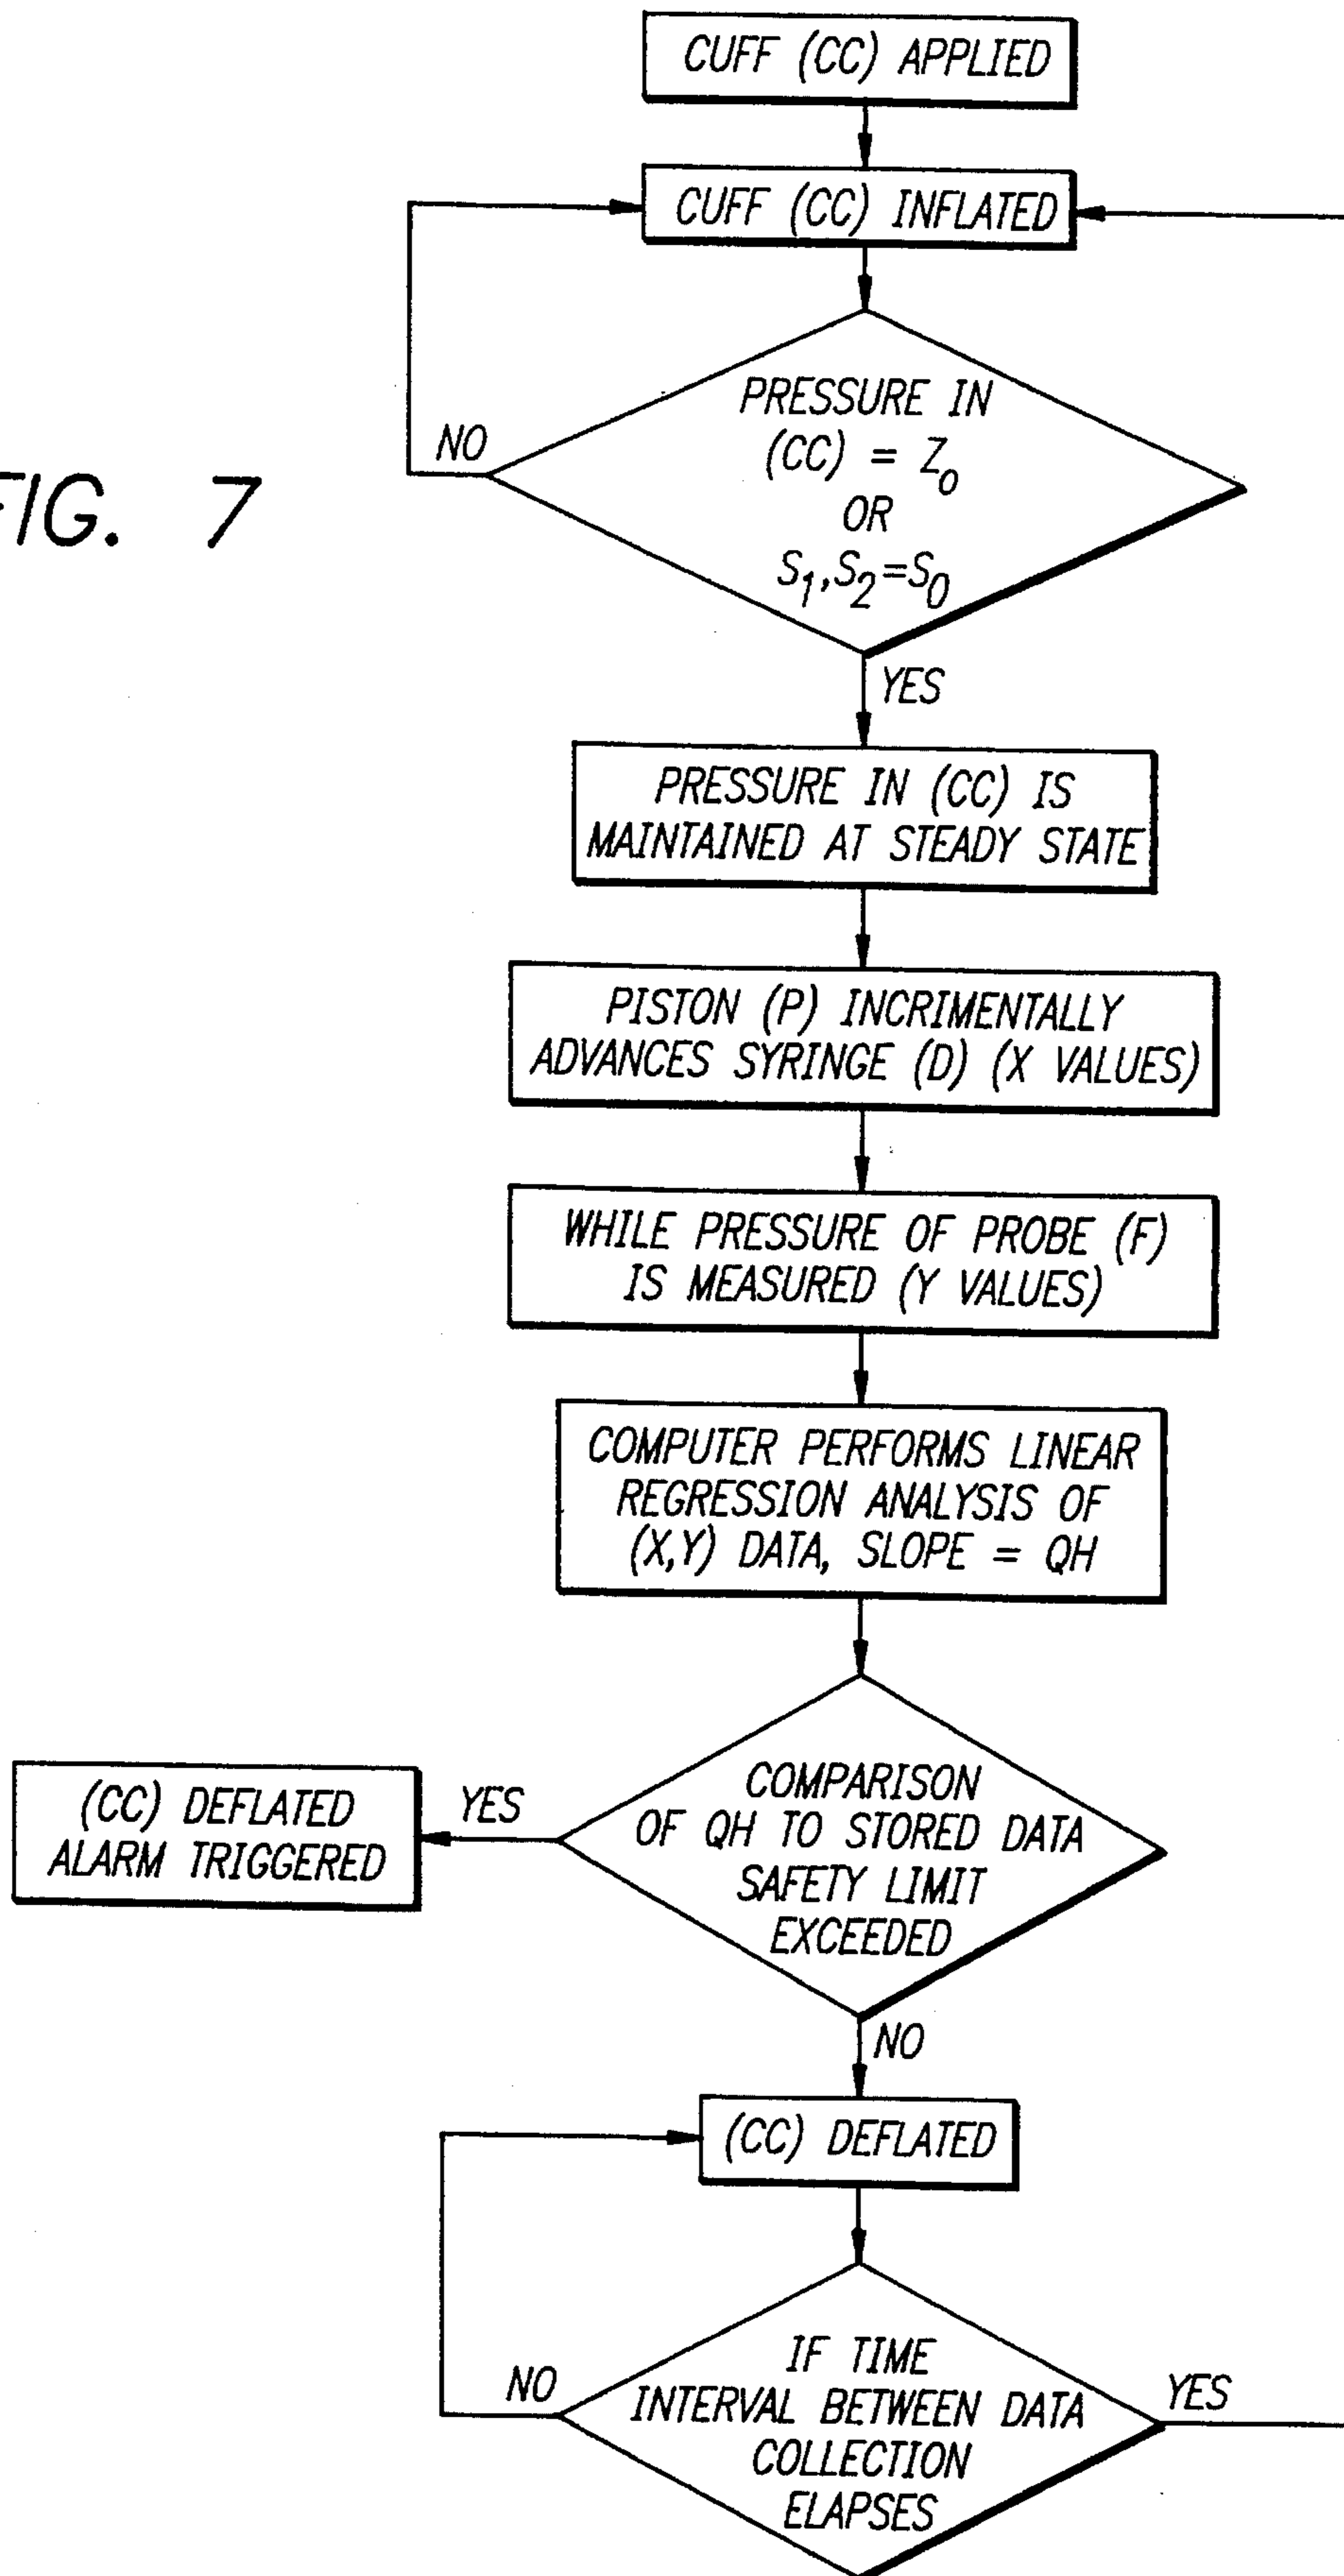 CUFF (CC) APPLIED
CUFF (CC) INFLATED
PRESSURE IN
(CC) = Z₀
OR
S₁,S₂=S₀
NO
FIG. 7
YES
PRESSURE IN (CC) IS
MAINTAINED AT STEADY STATE
PISTON (P) INCRIMENTALLY
ADVANCES SYRINGE (D) (X VALUES)
WHILE PRESSURE OF PROBE (F)
IS MEASURED (Y VALUES)
COMPUTER PERFORMS LINEAR
REGRESSION ANALYSIS OF
(X,Y) DATA, SLOPE = QH
COMPARISON
OF QH TO STORED DATA
SAFETY LIMIT
EXCEEDED
YES
(CC) DEFLATED
ALARM TRIGGERED
NO
(CC) DEFLATED
IF TIME
INTERVAL BETWEEN DATA
COLLECTION
ELAPSES
NO
YES